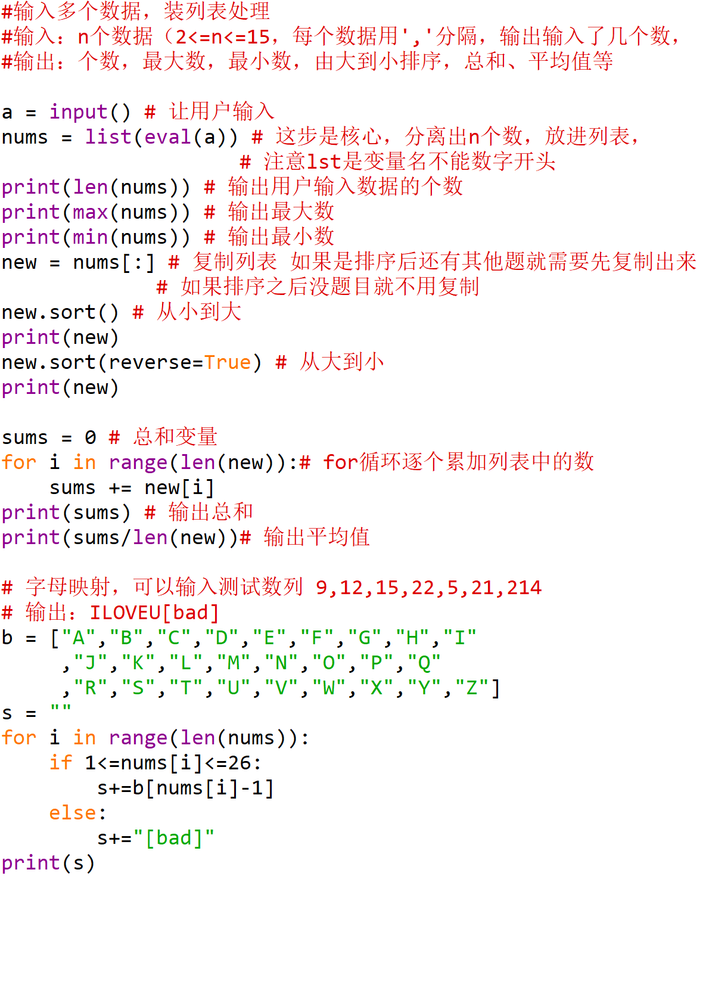 #输入多个数据，装列表处理
#输入：n个数据（2<=n<=15，每个数据用','分隔，输出输入了几个数，
#输出：个数，最大数，最小数，由大到小排序，总和、平均值等
a = input() # 让用户输入
nums = list(eval(a)) # 这步是核心，分离出n个数，放进列表，
# 注意lst是变量名不能数字开头
print(len(nums)) # 输出用户输入数据的个数
print(max(nums)) # 输出最大数
print(min(nums)) # 输出最小数
new = nums[:] # 复制列表 如果是排序后还有其他题就需要先复制出来
# 如果排序之后没题目就不用复制
new.sort() # 从小到大
print(new)
new.sort(reverse=True) # 从大到小
print(new)
sums = 0 # 总和变量
for i in range(len(new)):# for循环逐个累加列表中的数
    sums += new[i]
print(sums) # 输出总和
print(sums/len(new))# 输出平均值
# 字母映射，可以输入测试数列 9,12,15,22,5,21,214
# 输出：ILOVEU[bad]
b = ["A","B","C","D","E","F","G","H","I"
     ,"J","K","L","M","N","O","P","Q"
     ,"R","S","T","U","V","W","X","Y","Z"]
s = ""
for i in range(len(nums)):
    if 1<=nums[i]<=26:
        s+=b[nums[i]-1]
    else:
        s+="[bad]"
print(s)